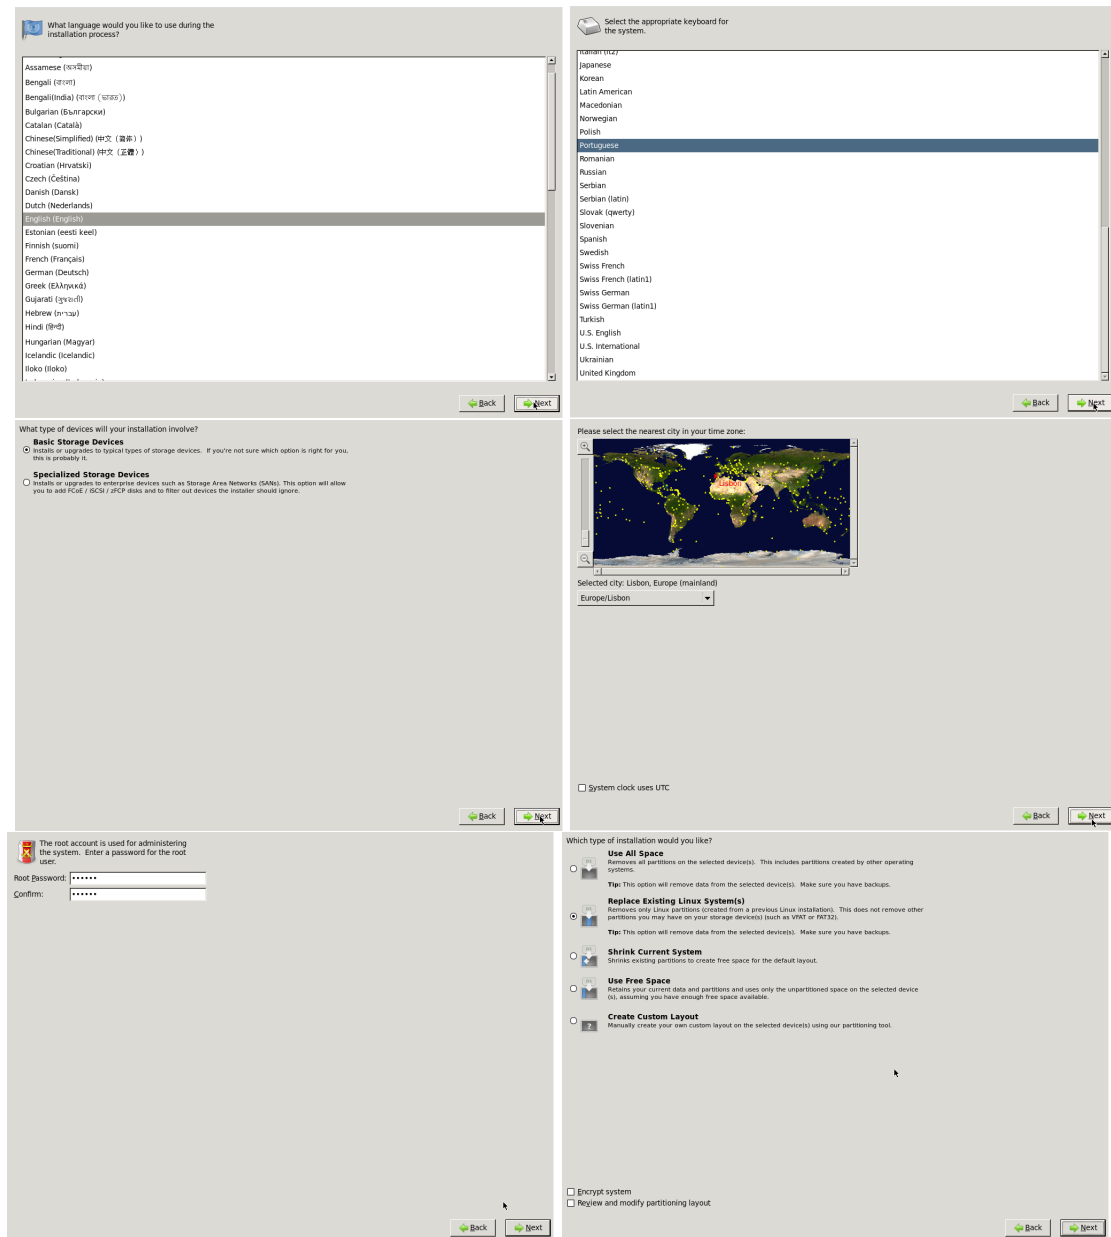 What language would you like to use during the
installation process?
Assamese (অসমীয়া)
Bengali (বাংলা)
Bengali(India) (বাংলা (ভারত))
Bulgarian (Български)
Catalan (Català)
Chinese(Simplified) (中文（简体）)
Chinese(Traditional) (中文（正體）)
Croatian (Hrvatski)
Czech (Čeština)
Danish (Dansk)
Dutch (Nederlands)
English (English)
Estonian (eesti keel)
Finnish (suomi)
French (Français)
German (Deutsch)
Greek (Ελληνικά)
Gujarati (ગુજરાતી)
Hebrew (עברית)
Hindi (हिन्दी)
Hungarian (Magyar)
Icelandic (Icelandic)
Iloko (Iloko)
Back
Next
Select the appropriate keyboard for
the system.
Italian (it2)
Japanese
Korean
Latin American
Macedonian
Norwegian
Polish
Portuguese
Romanian
Russian
Serbian
Serbian (latin)
Slovak (qwerty)
Slovenian
Spanish
Swedish
Swiss French
Swiss French (latin1)
Swiss German
Swiss German (latin1)
Turkish
U.S. English
U.S. International
Ukrainian
United Kingdom
Back
Next
What type of devices will your installation involve?
Basic Storage Devices
Installs or upgrades to typical types of storage devices. If you're not sure which option is right for you,
this is probably it.
Specialized Storage Devices
Installs or upgrades to enterprise devices such as Storage Area Networks (SANs). This option will allow
you to add FCoE / iSCSI / zFCP disks and to filter out devices the installer should ignore.
Back
Next
Please select the nearest city in your time zone:
Lisbon
Selected city: Lisbon, Europe (mainland)
Europe/Lisbon
System clock uses UTC
Back
Next
The root account is used for administering
the system. Enter a password for the root
user.
Root Password: ••••••
Confirm: ••••••
Back
Next
Which type of installation would you like?
Use All Space
Removes all partitions on the selected device(s). This includes partitions created by other operating
systems.
Tip: This option will remove data from the selected device(s). Make sure you have backups.
Replace Existing Linux System(s)
Removes only Linux partitions (created from a previous Linux installation). This does not remove other
partitions you may have on your storage device(s) (such as VFAT or FAT32).
Tip: This option will remove data from the selected device(s). Make sure you have backups.
Shrink Current System
Shrinks existing partitions to create free space for the default layout.
Use Free Space
Retains your current data and partitions and uses only the unpartitioned space on the selected device
(s), assuming you have enough free space available.
Create Custom Layout
Manually create your own custom layout on the selected device(s) using our partitioning tool.
Encrypt system
Review and modify partitioning layout
Back
Next